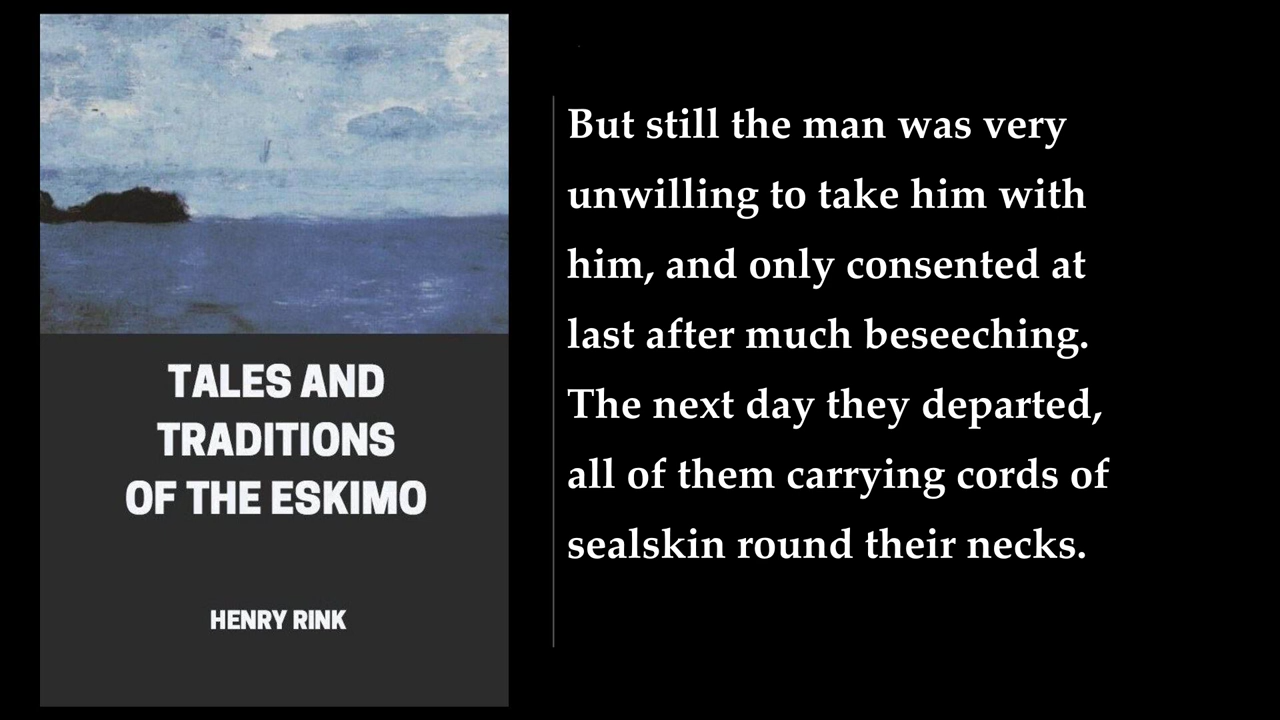 TALES AND
TRADITIONS
OF THE ESKIMO
HENRY RINK
But still the man was very
unwilling to take him with
him, and only consented at
last after much beseeching.
The next day they departed,
all of them carrying cords of
sealskin round their necks.